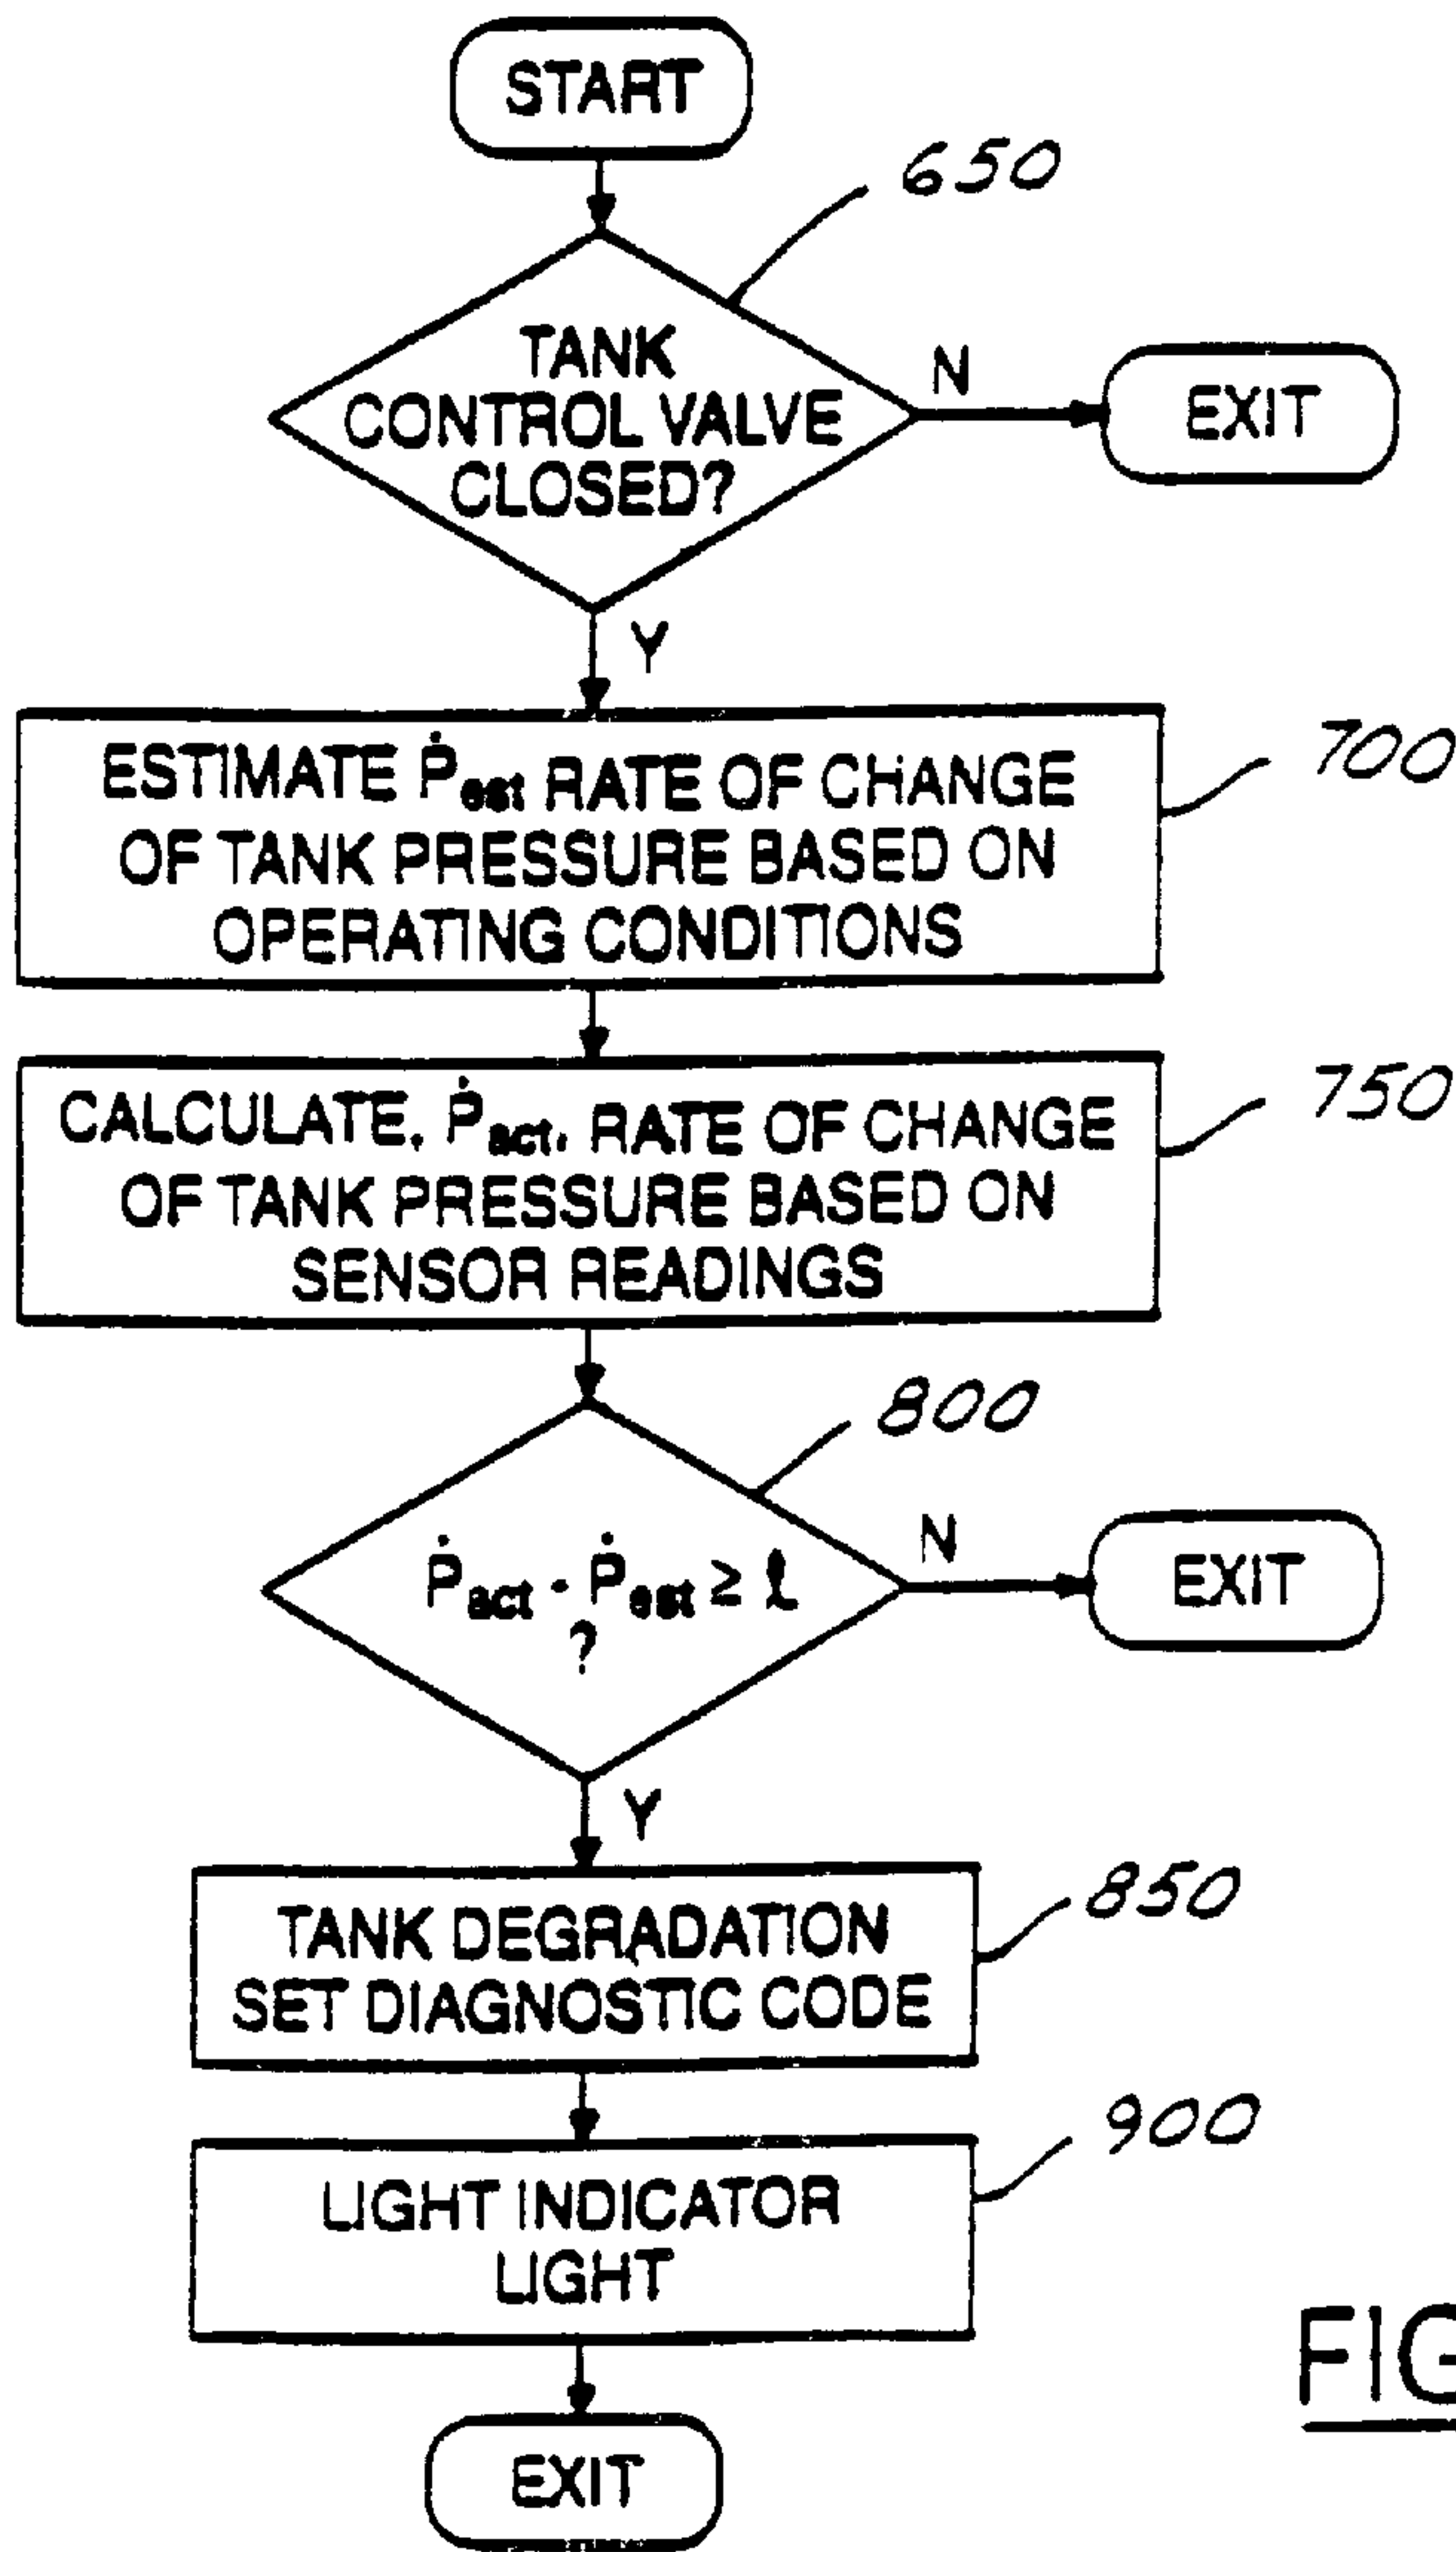 START
650
TANK
CONTROL VALVE
CLOSED?
N
EXIT
Y
ESTIMATE Ṗest RATE OF CHANGE
OF TANK PRESSURE BASED ON
OPERATING CONDITIONS
700
CALCULATE, Ṗact, RATE OF CHANGE
OF TANK PRESSURE BASED ON
SENSOR READINGS
750
800
Ṗact - Ṗest ≥ ℓ
?
N
EXIT
Y
TANK DEGRADATION
SET DIAGNOSTIC CODE
850
LIGHT INDICATOR
LIGHT
900
EXIT